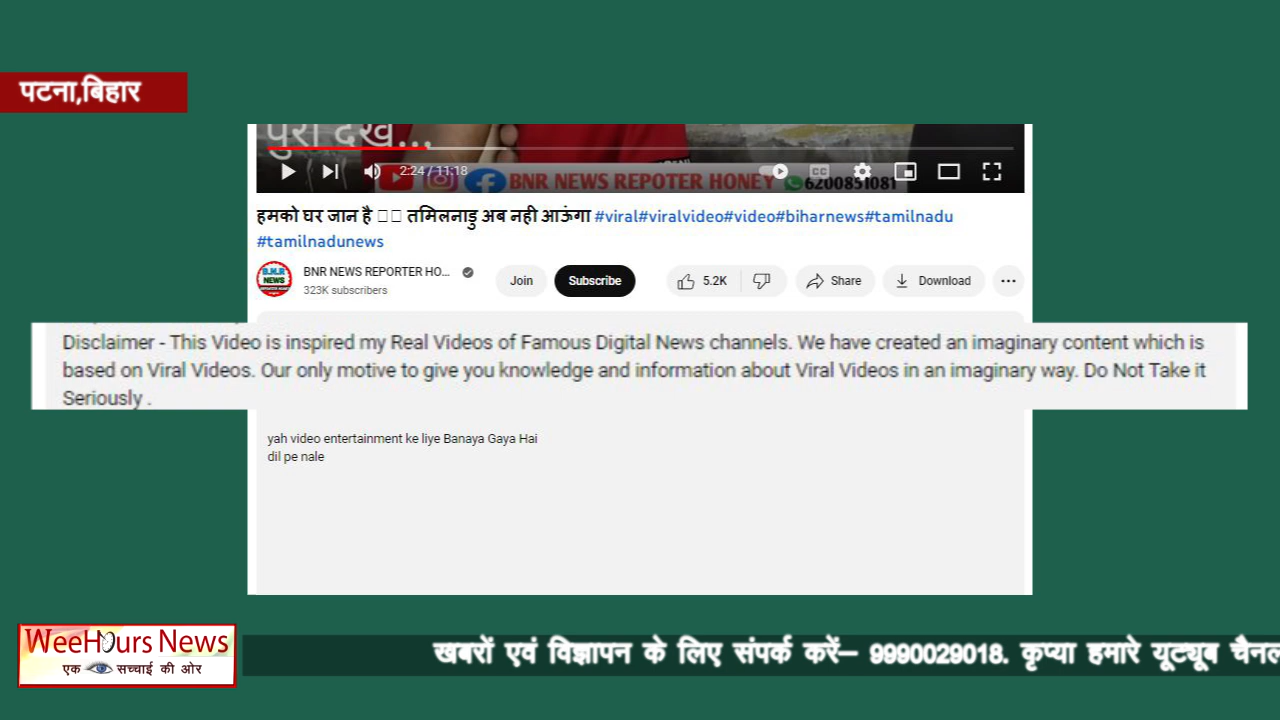 पटना,बिहार
पुरा देखे...
2:24 / 11:18
CC
BNR NEWS REPOTER HONEY 6200851081
हमको घर जान है □□ तमिलनाडु अब नही आऊंगा #viral#viralvideo#video#biharnews#tamilnadu
#tamilnadunews
B.N.R
NEWS
REPORTER HONEY
BNR NEWS REPORTER HO...
323K subscribers
Join
Subscribe
5.2K
Share
Download
Disclaimer - This Video is inspired my Real Videos of Famous Digital News channels. We have created an imaginary content which is
based on Viral Videos. Our only motive to give you knowledge and information about Viral Videos in an imaginary way. Do Not Take it
Seriously .
yah video entertainment ke liye Banaya Gaya Hai
dil pe nale
WeeHours News
एक सच्चाई की ओर
खबरों एवं विज्ञापन के लिए संपर्क करें– 9990029018. कृप्या हमारे यूट्यूब चैनल